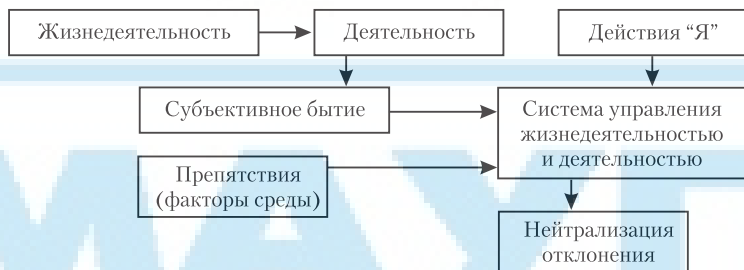 Жизнедеятельность
Деятельность
Действия “Я”
Субъективное бытие
Система управления
жизнедеятельностью
и деятельностью
Препятствия
(факторы среды)
Нейтрализация
отклонения